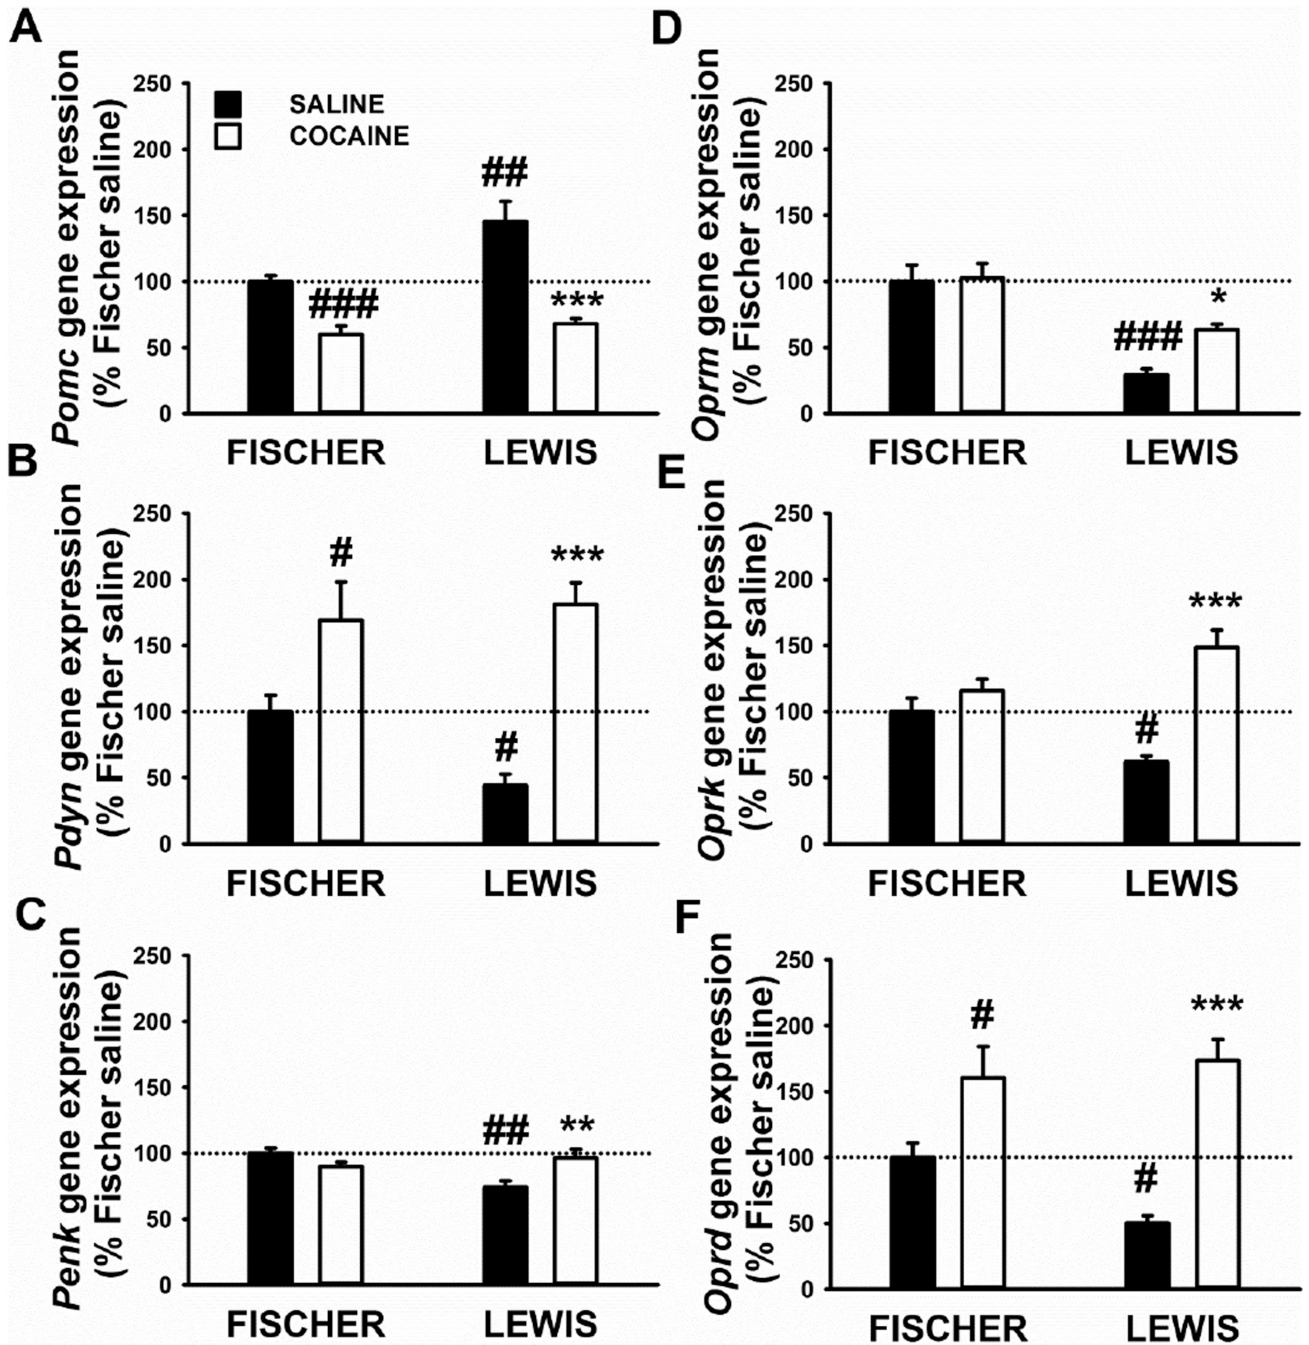 A
Pomc gene expression
(% Fischer saline)
250
200
150
100
50
0
SALINE
COCAINE
###
##
***
FISCHER LEWIS
D
Oprm gene expression
(% Fischer saline)
250
200
150
100
50
0
###
*
FISCHER LEWIS
B
Pdyn gene expression
(% Fischer saline)
250
200
150
100
50
0
#
#
***
FISCHER LEWIS
E
Oprk gene expression
(% Fischer saline)
250
200
150
100
50
0
#
***
FISCHER LEWIS
C
Penk gene expression
(% Fischer saline)
250
200
150
100
50
0
##
**
FISCHER LEWIS
F
Oprd gene expression
(% Fischer saline)
250
200
150
100
50
0
#
#
***
FISCHER LEWIS